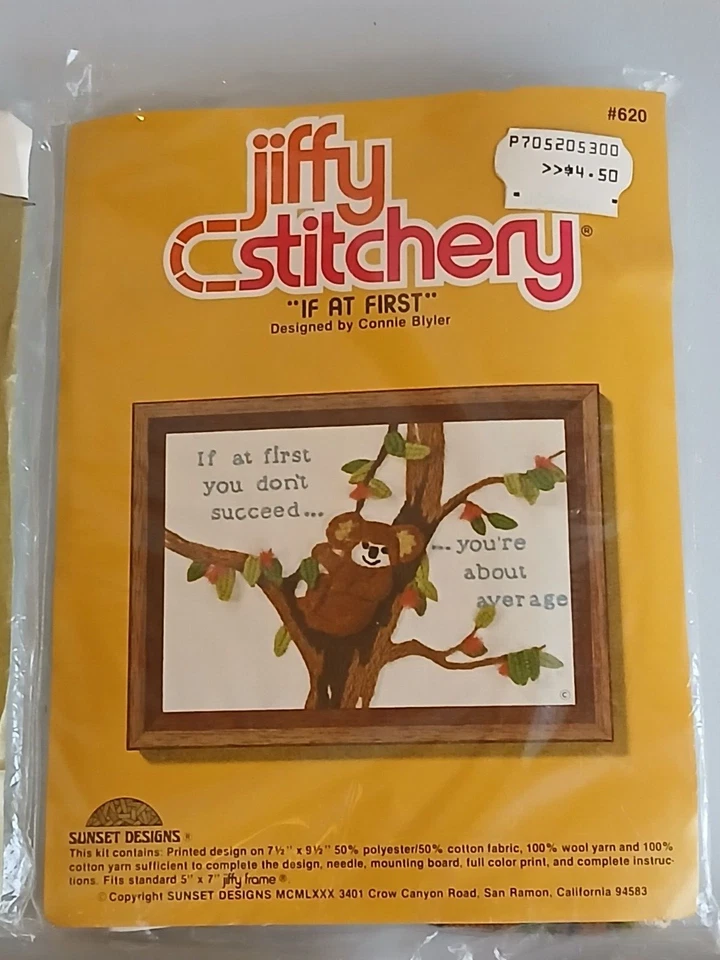 #620
P705205300
>>$4.50
jiffy
stitchery®
"IF AT FIRST"
Designed by Connie Blyler
If at first
you don't
succeed...
...you're
about
average
©
SUNSET DESIGNS®
This kit contains: Printed design on 7½" x 9½" 50% polyester/50% cotton fabric, 100% wool yarn and 100%
cotton yarn sufficient to complete the design, needle, mounting board, full color print, and complete instruc-
tions. Fits standard 5" x 7" jiffy frame®.
©Copyright SUNSET DESIGNS MCMLXXX 3401 Crow Canyon Road, San Ramon, California 94583